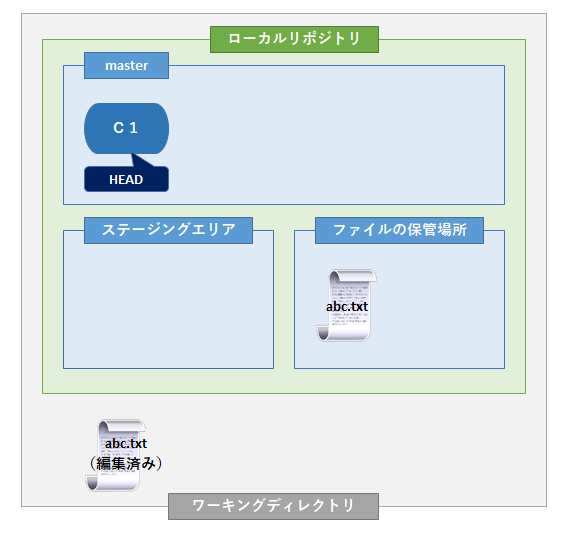 ローカルリポジトリ
master
C 1
HEAD
ステージングエリア
ファイルの保管場所
abc.txt
abc.txt
（編集済み）
ワーキングディレクトリ